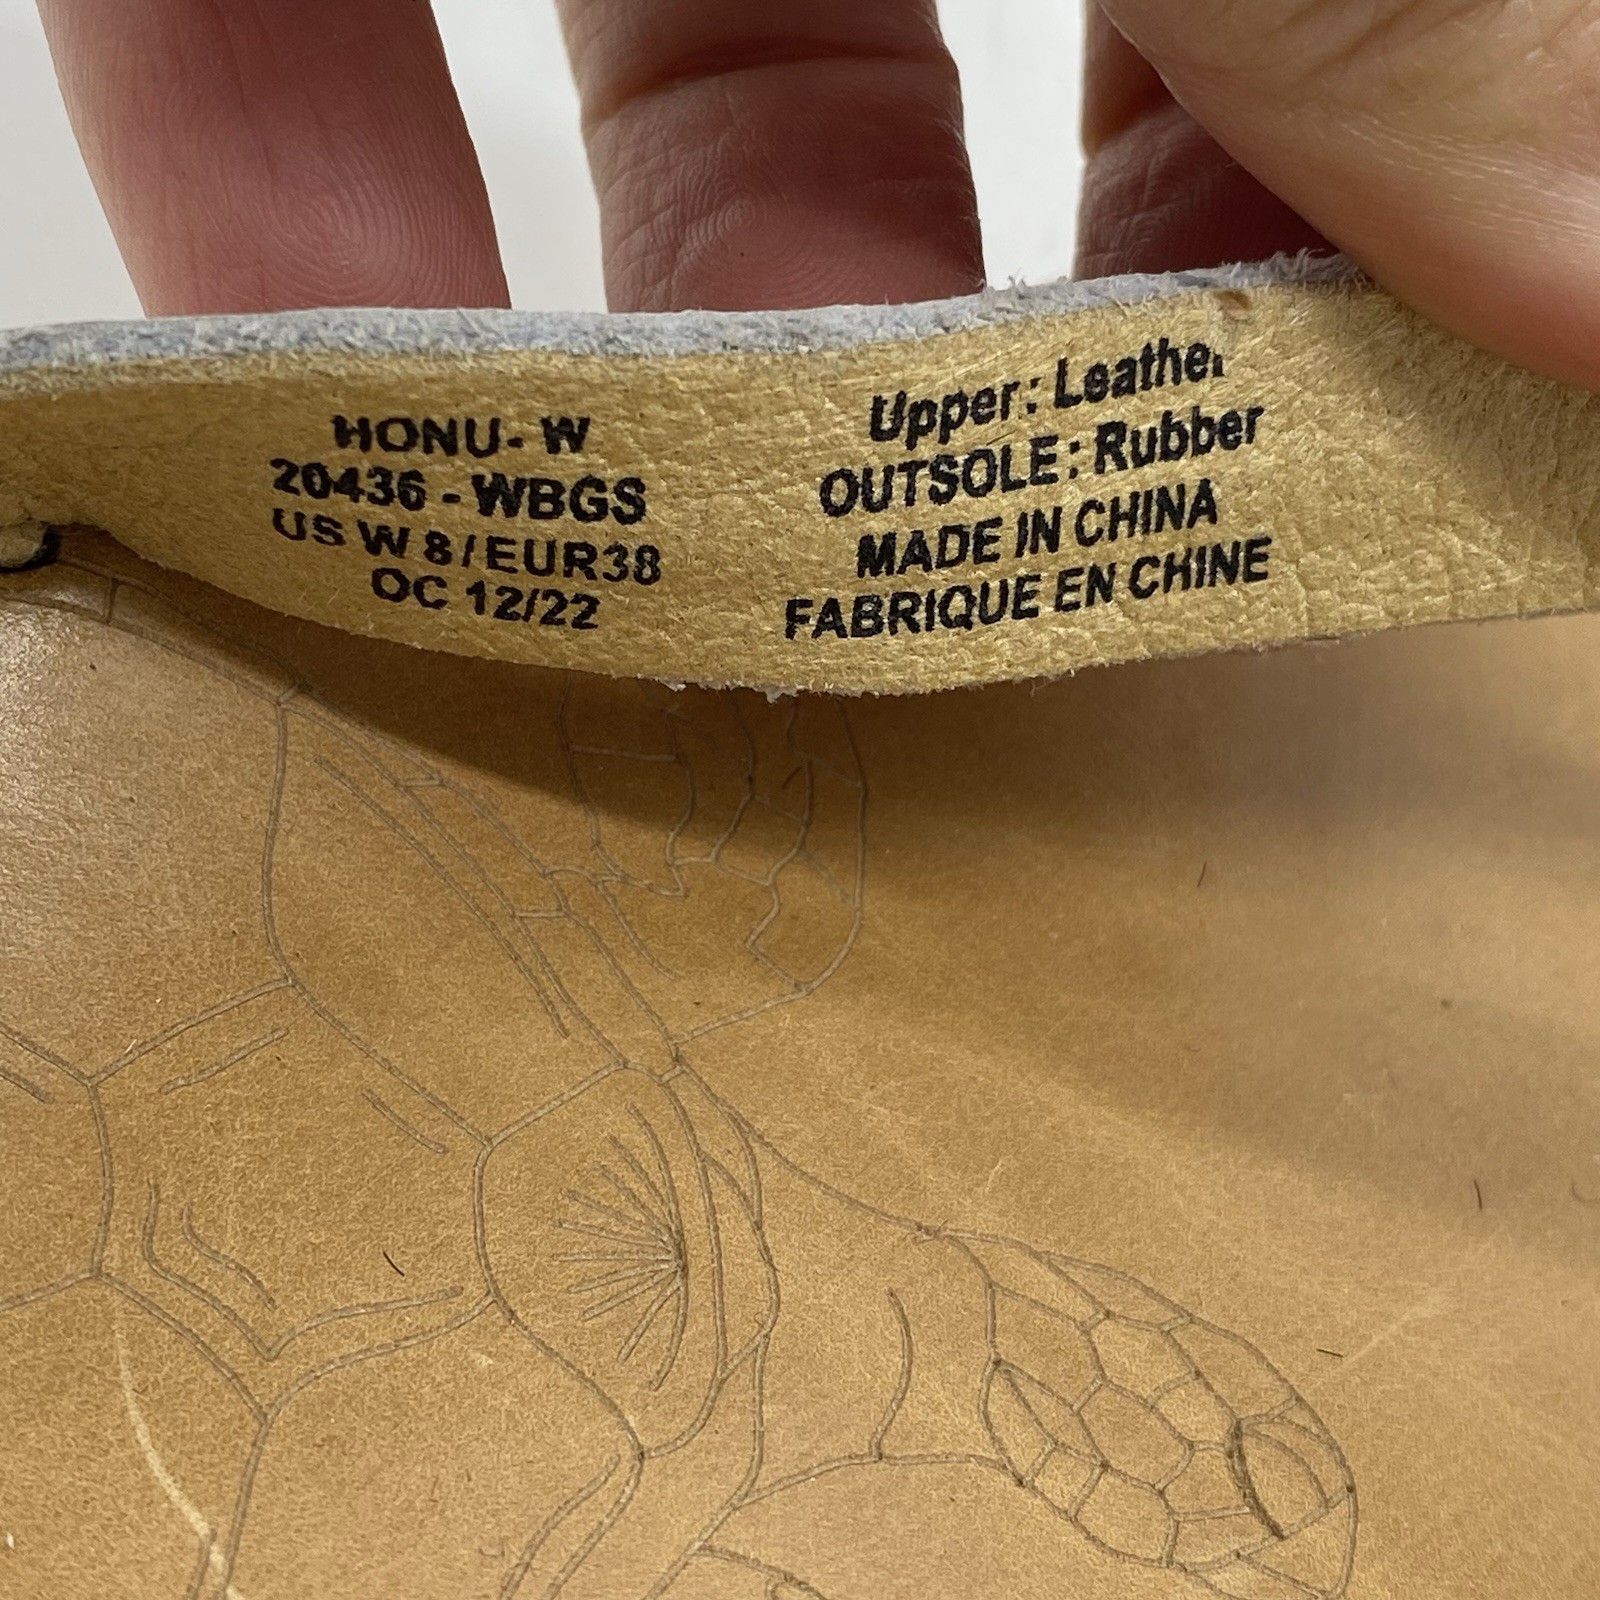 HONU- W
20436 - WBGS
US W 8/EUR38
OC 12/22
Upper: Leather
OUTSOLE: Rubber
MADE IN CHINA
FABRIQUE EN CHINE